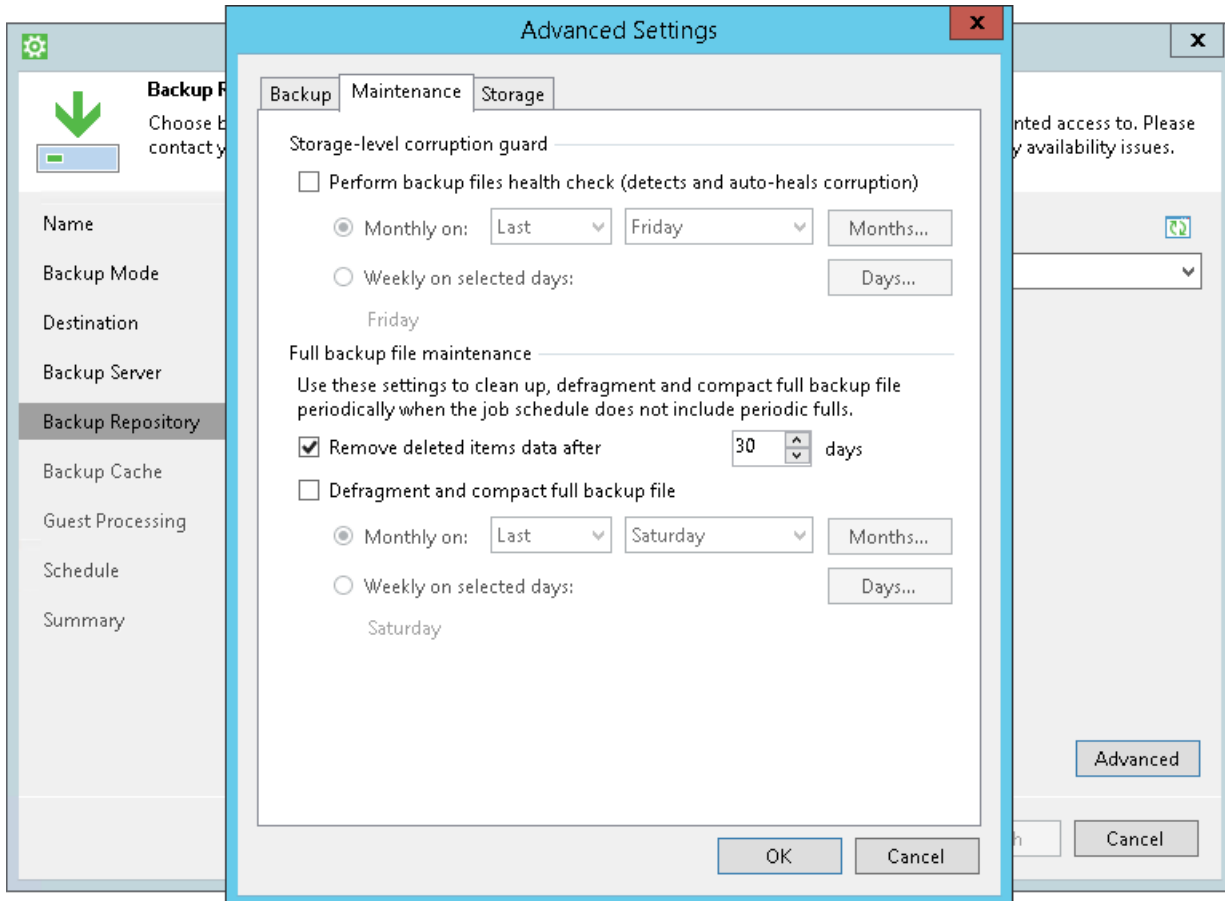 Advanced Settings
x
x
Backup
Choose b
contact y
nted access to. Please
y availability issues.
Name
Backup Mode
Destination
Backup Server
Backup Repository
Backup Cache
Guest Processing
Schedule
Summary
Backup
Maintenance
Storage
Storage-level corruption guard
Perform backup files health check (detects and auto-heals corruption)
Monthly on:
Last
Friday
Months...
Weekly on selected days:
Days...
Friday
Full backup file maintenance
Use these settings to clean up, defragment and compact full backup file
periodically when the job schedule does not include periodic fulls.
Remove deleted items data after
30
days
Defragment and compact full backup file
Monthly on:
Last
Saturday
Months...
Weekly on selected days:
Days...
Saturday
OK
Cancel
Advanced
h
Cancel